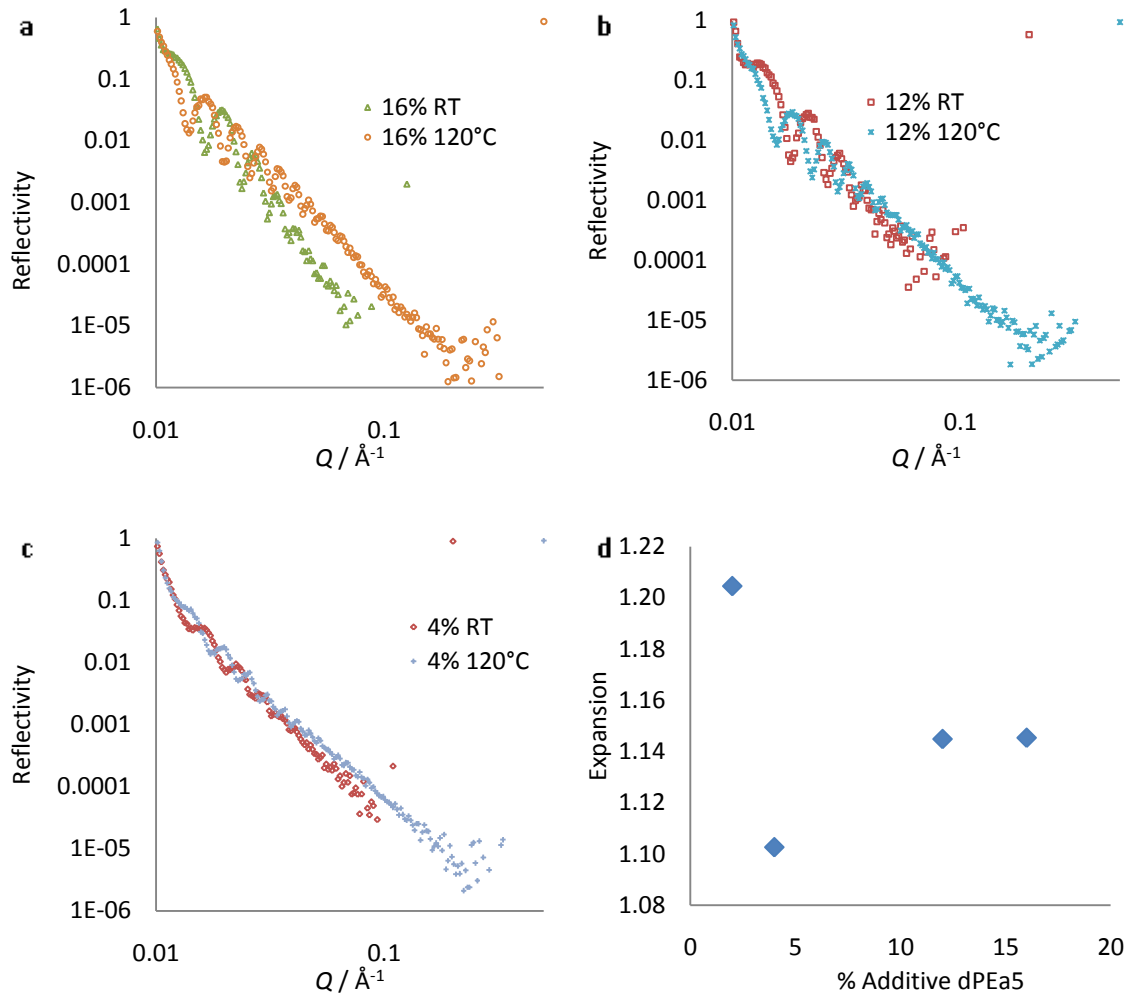 a
1
0.1
0.01
0.001
0.0001
1E-05
1E-06
Reflectivity
16% RT
16% 120°C
0.01
0.1
Q / Å⁻¹
b
1
0.1
0.01
0.001
0.0001
1E-05
1E-06
Reflectivity
12% RT
12% 120°C
0.01
0.1
Q / Å⁻¹
c
1
0.1
0.01
0.001
0.0001
1E-05
1E-06
Reflectivity
4% RT
4% 120°C
0.01
0.1
Q / Å⁻¹
d
1.22
1.20
1.18
1.16
1.14
1.12
1.10
1.08
Expansion
0
5
10
15
20
% Additive dPEa5